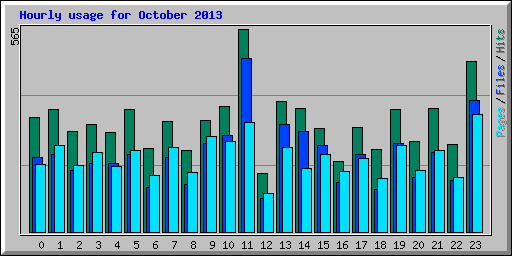 Hourly usage for October 2013
565
Pages/Files/Hits
0 1 2 3 4 5 6 7 8 9 10 11 12 13 14 15 16 17 18 19 20 21 22 23